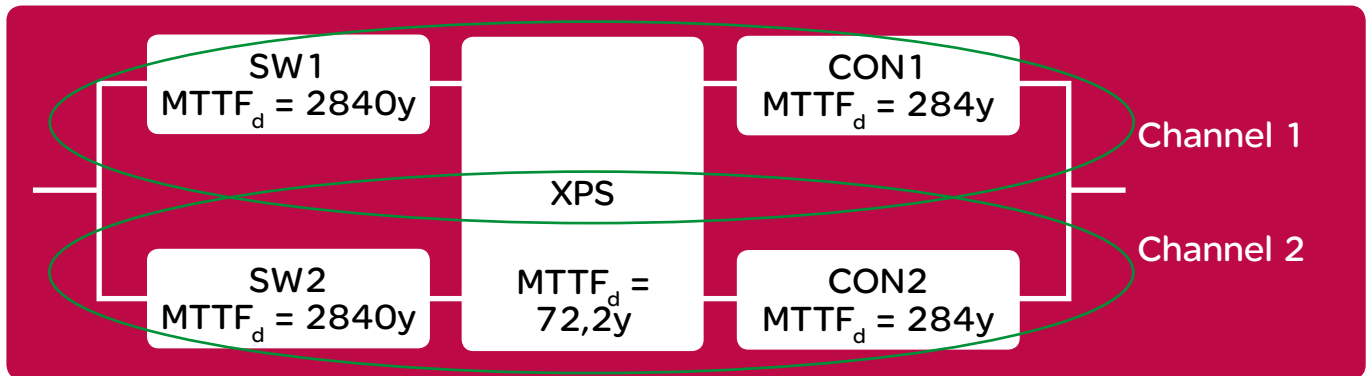 SW1
MTTFd = 2840y
CON1
MTTFd = 284y
Channel 1
XPS
MTTFd =
72,2y
SW2
MTTFd = 2840y
CON2
MTTFd = 284y
Channel 2